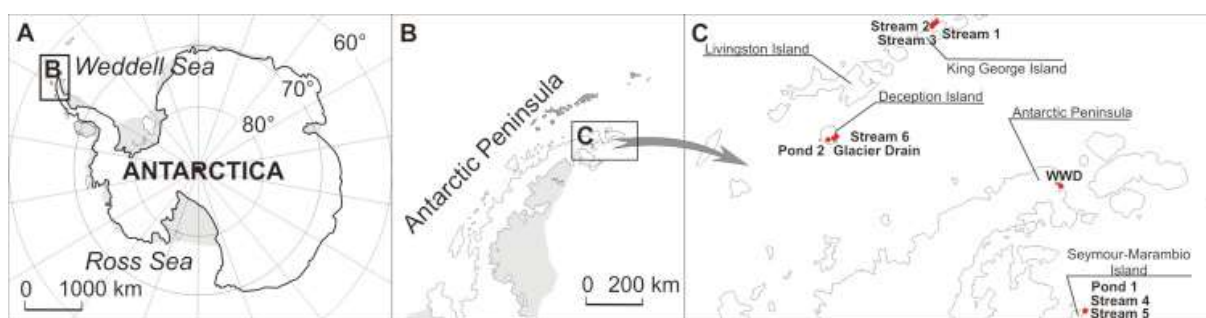 A
60°
Weddell Sea
B
70°
80°
ANTARCTICA
Ross Sea
0 1000 km
B
Antarctic Peninsula
C
0 200 km
C
Stream 2
Stream 1
Stream 3
Livingston Island
King George Island
Deception Island
Antarctic Peninsula
Stream 6
Pond 2 Glacier Drain
WWD
Seymour-Marambio
Island
Pond 1
Stream 4
Stream 5